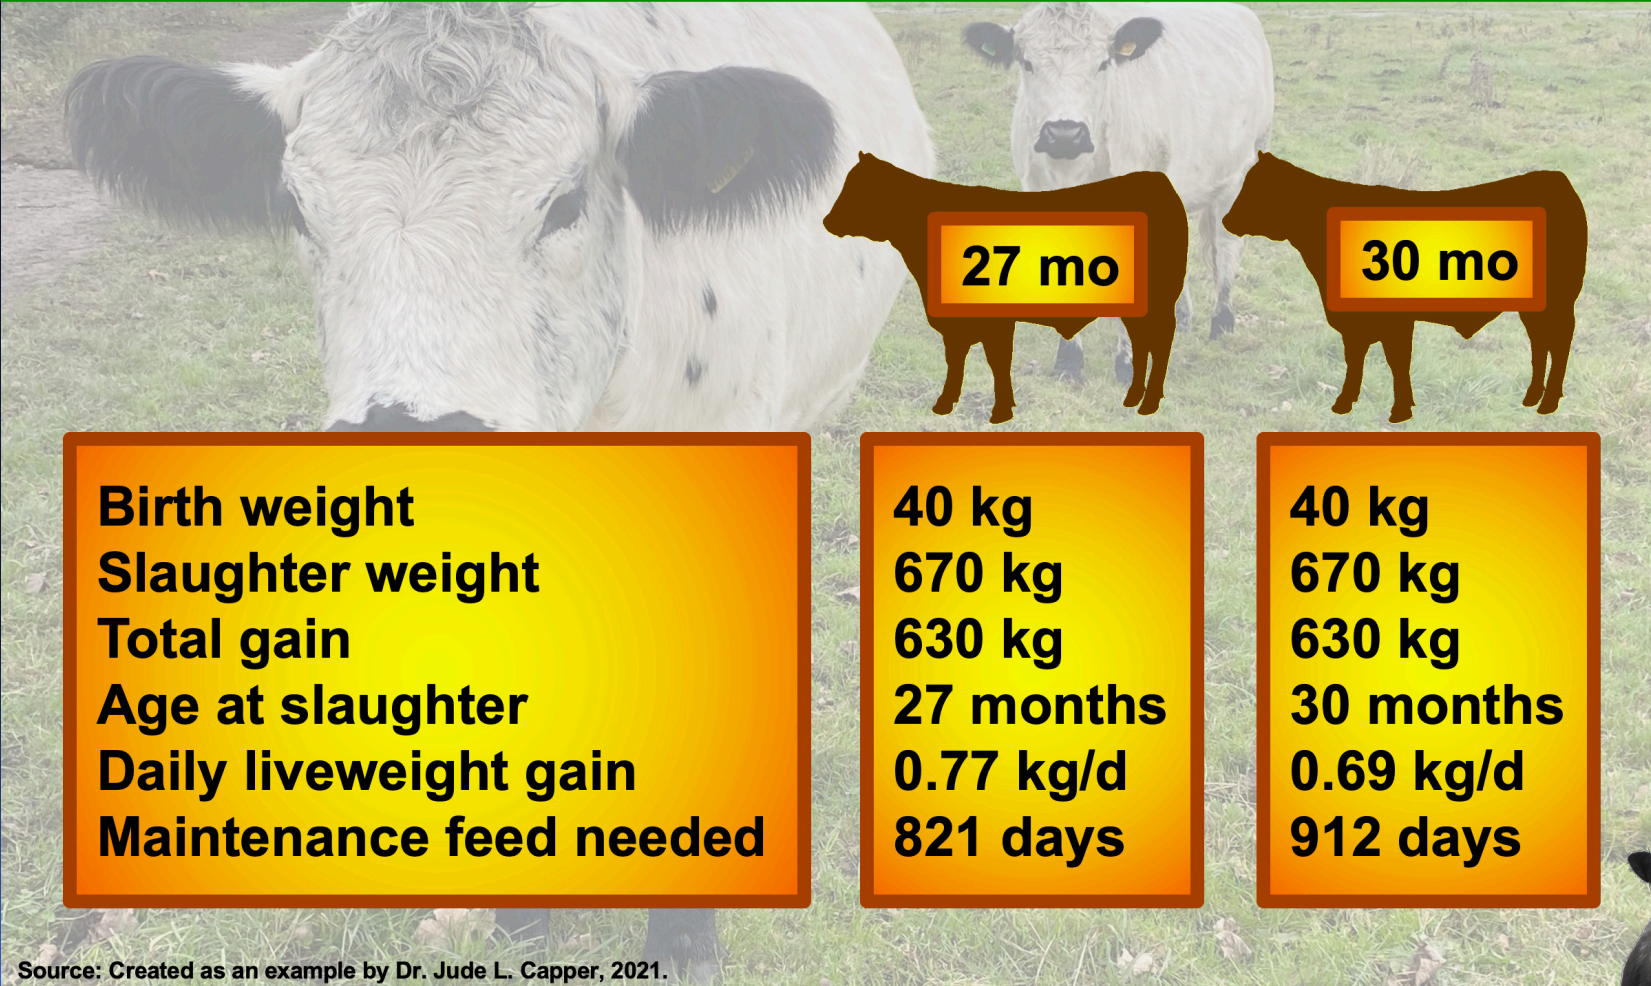 27 mo
30 mo
Birth weight 40 kg 40 kg
Slaughter weight 670 kg 670 kg
Total gain 630 kg 630 kg
Age at slaughter 27 months 30 months
Daily liveweight gain 0.77 kg/d 0.69 kg/d
Maintenance feed needed 821 days 912 days
Source: Created as an example by Dr. Jude L. Capper, 2021.